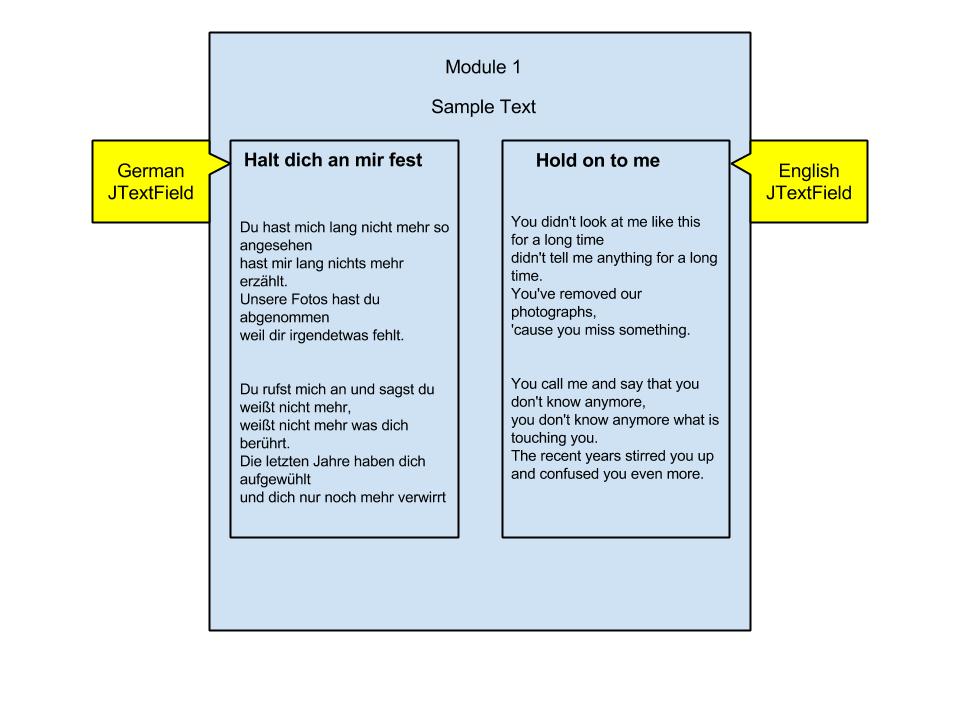 Module 1
Sample Text
German
JTextField
Halt dich an mir fest
Du hast mich lang nicht mehr so
angesehen
hast mir lang nichts mehr
erzählt.
Unsere Fotos hast du
abgenommen
weil dir irgendetwas fehlt.
Du rufst mich an und sagst du
weißt nicht mehr,
weißt nicht mehr was dich
berührt.
Die letzten Jahre haben dich
aufgewühlt
und dich nur noch mehr verwirrt
Hold on to me
You didn't look at me like this
for a long time
didn't tell me anything for a long
time.
You've removed our
photographs,
'cause you miss something.
You call me and say that you
don't know anymore,
you don't know anymore what is
touching you.
The recent years stirred you up
and confused you even more.
English
JTextField